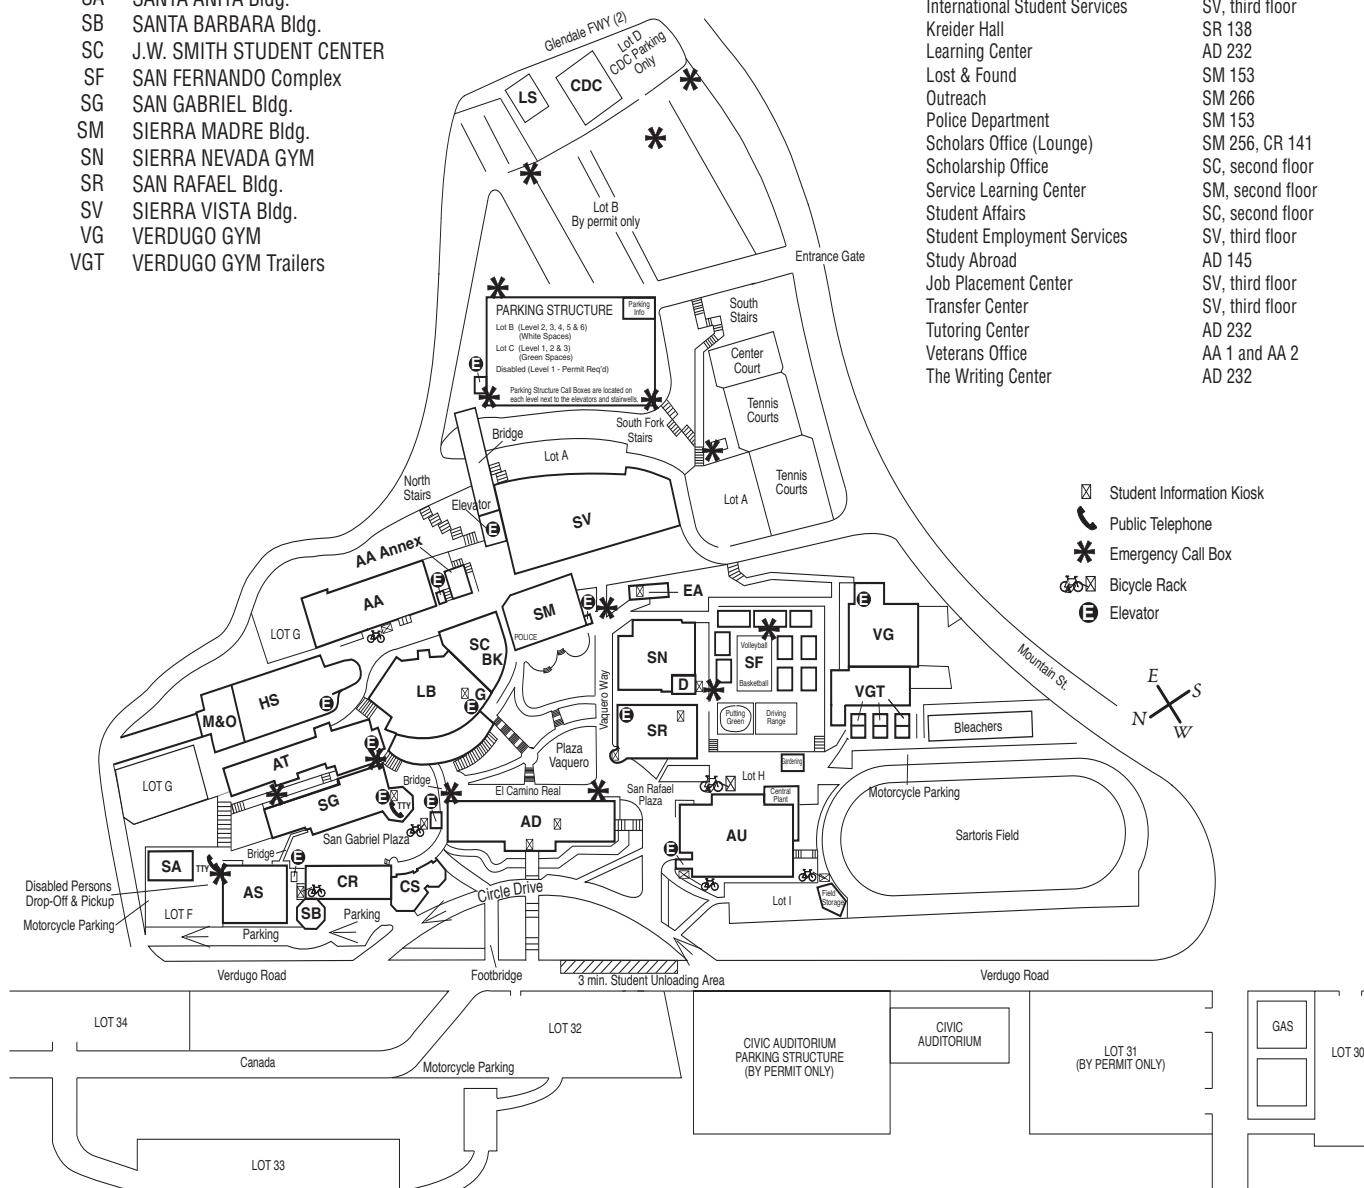 SA SANTA ANITA Bldg.
SB SANTA BARBARA Bldg.
SC J.W. SMITH STUDENT CENTER
SF SAN FERNANDO Complex
SG SAN GABRIEL Bldg.
SM SIERRA MADRE Bldg.
SN SIERRA NEVADA GYM
SR SAN RAFAEL Bldg.
SV SIERRA VISTA Bldg.
VG VERDUGO GYM
VGT VERDUGO GYM Trailers
International Student Services SV, third floor
Kreider Hall SR 138
Learning Center AD 232
Lost & Found SM 153
Outreach SM 266
Police Department SM 153
Scholars Office (Lounge) SM 256, CR 141
Scholarship Office SC, second floor
Service Learning Center SM, second floor
Student Affairs SC, second floor
Student Employment Services SV, third floor
Study Abroad AD 145
Job Placement Center SV, third floor
Transfer Center SV, third floor
Tutoring Center AD 232
Veterans Office AA 1 and AA 2
The Writing Center AD 232
Glendale FWY (2)
Lot D
CDC Parking
Only
LS
CDC
Lot B
By permit only
Entrance Gate
PARKING STRUCTURE
Parking
Info
Lot B (Level 2, 3, 4, 5 & 6)
(White Spaces)
Lot C (Level 1, 2 & 3)
(Green Spaces)
Disabled (Level 1 - Permit Req'd)
Parking Structure Call Boxes are located on
each level next to the elevators and stairwells.
E
South
Stairs
Center
Court
Tennis
Courts
South Fork
Stairs
Bridge
Lot A
Tennis
Courts
Lot A
North
Stairs
Elevator
E
SV
Student Information Kiosk
Public Telephone
Emergency Call Box
Bicycle Rack
E Elevator
AA Annex
E
AA
LOT G
SM
E
POLICE
EA
SC
BK
LB
G
E
SN
D
Volleyball
SF
Basketball
E
VG
VGT
Mountain St.
E
S
N
W
HS
E
M&O
Vaquero Way
E
SR
Putting
Green
Driving
Range
Bleachers
AT
E
LOT G
Plaza
Vaquero
Gardening
SG
E
TTY
Bridge
E
El Camino Real
San Rafael
Plaza
Lot H
Central
Plant
Motorcycle Parking
AD
AU
E
Sartoris Field
San Gabriel Plaza
Bridge
E
SA
TTY
AS
CR
CS
SB
Circle Drive
Disabled Persons
Drop-Off & Pickup
Motorcycle Parking
LOT F
Parking
Parking
Lot I
Field
Storage
Verdugo Road
Footbridge
3 min. Student Unloading Area
Verdugo Road
LOT 34
LOT 32
Canada
Motorcycle Parking
CIVIC AUDITORIUM
PARKING STRUCTURE
(BY PERMIT ONLY)
CIVIC
AUDITORIUM
LOT 31
(BY PERMIT ONLY)
GAS
LOT 30
LOT 33